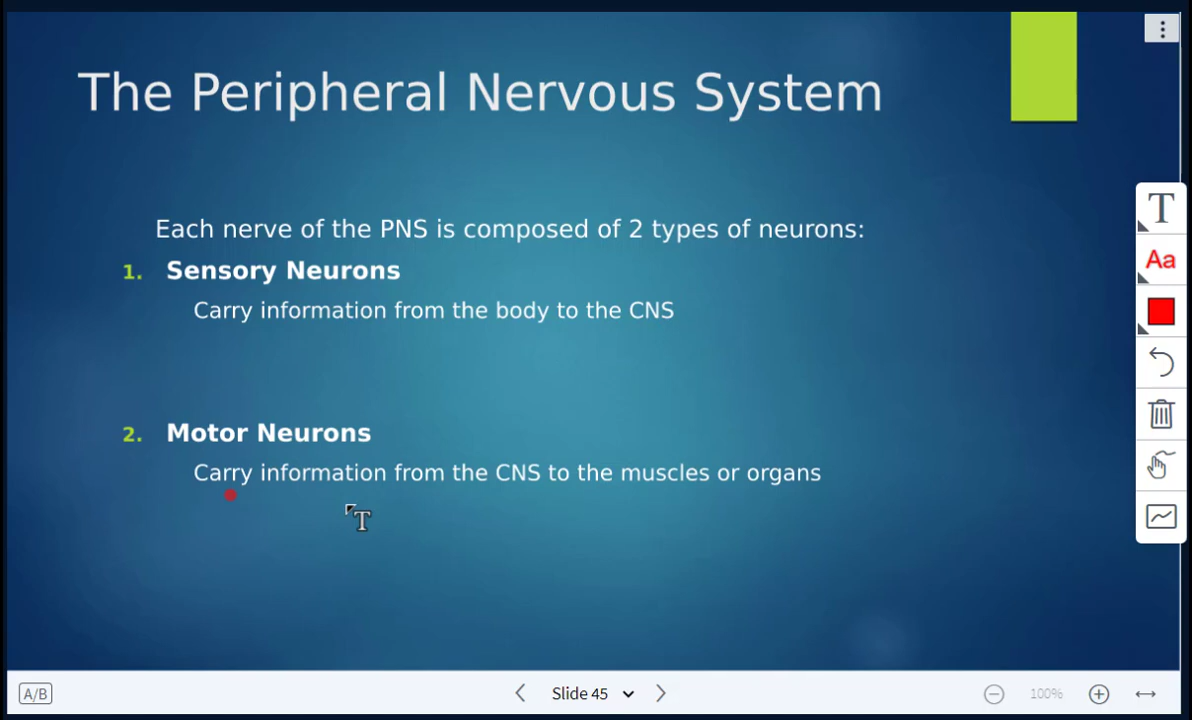 The Peripheral Nervous System
Each nerve of the PNS is composed of 2 types of neurons:
1. Sensory Neurons
Carry information from the body to the CNS
2. Motor Neurons
Carry information from the CNS to the muscles or organs
T
Aa
T
A/B
Slide 45
100%